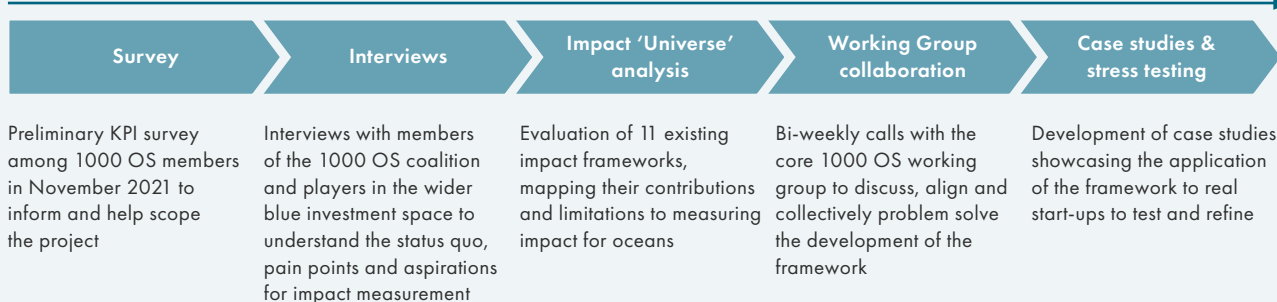 Survey
Interviews
Impact ‘Universe’
analysis
Working Group
collaboration
Case studies &
stress testing
Preliminary KPI survey
among 1000 OS members
in November 2021 to
inform and help scope
the project
Interviews with members
of the 1000 OS coalition
and players in the wider
blue investment space to
understand the status quo,
pain points and aspirations
for impact measurement
Evaluation of 11 existing
impact frameworks,
mapping their contributions
and limitations to measuring
impact for oceans
Bi-weekly calls with the
core 1000 OS working
group to discuss, align and
collectively problem solve
the development of the
framework
Development of case studies
showcasing the application
of the framework to real
start-ups to test and refine